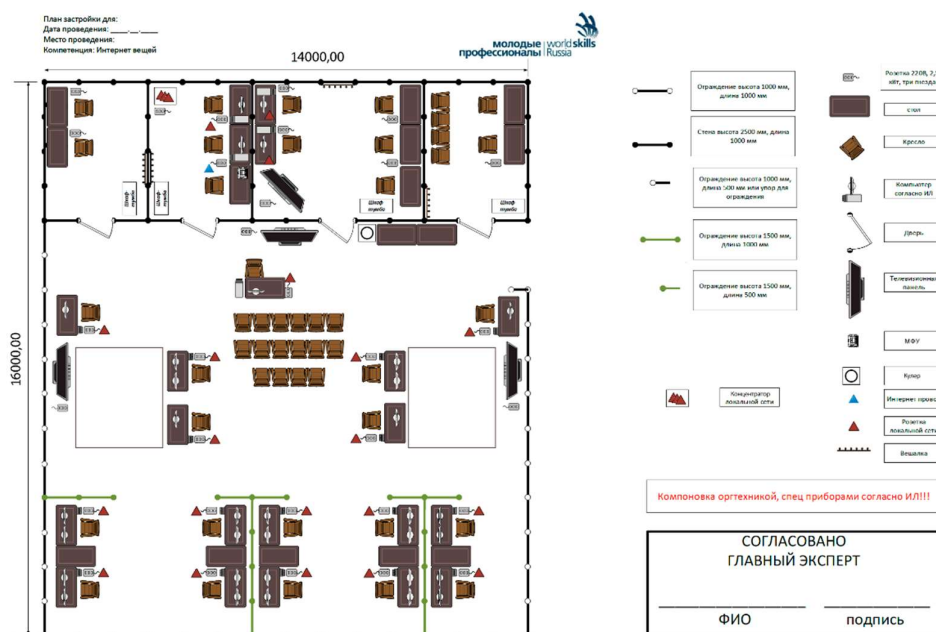 План застройки для:
Дата проведения: ____.__.____
Место проведения:
Компетенция: Интернет вещей
молодые профессионалы
worldskills Russia
14000,00
16000,00
Шкаф тумба
Шкаф тумба
Шкаф тумба
Шкаф тумба
Ограждение высота 1000 мм,
длина 1000 мм
Стена высота 2500 мм, длина
1000 мм
Ограждение высота 1000 мм,
длина 500 мм или упор для
ограждения
Ограждение высота 1500 мм,
длина 1000 мм
Ограждение высота 1500 мм,
длина 500 мм
Концентратор
локальной сети
Розетка 220В, 2,
кВт, три гнезда
стол
Кресло
Компьютер
согласно ИЛ
Дверь
Телевизионная
панель
МФУ
Кулер
Интернет
Розетка
локальной сети
Вешалка
Компоновка оргтехникой, спец приборами согласно ИЛ!!!
СОГЛАСОВАНО
ГЛАВНЫЙ ЭКСПЕРТ
ФИО
подпись